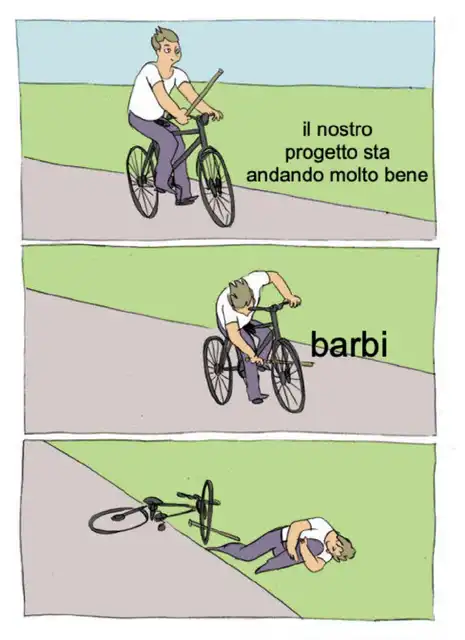 il nostro
progetto sta
andando molto bene
barbi